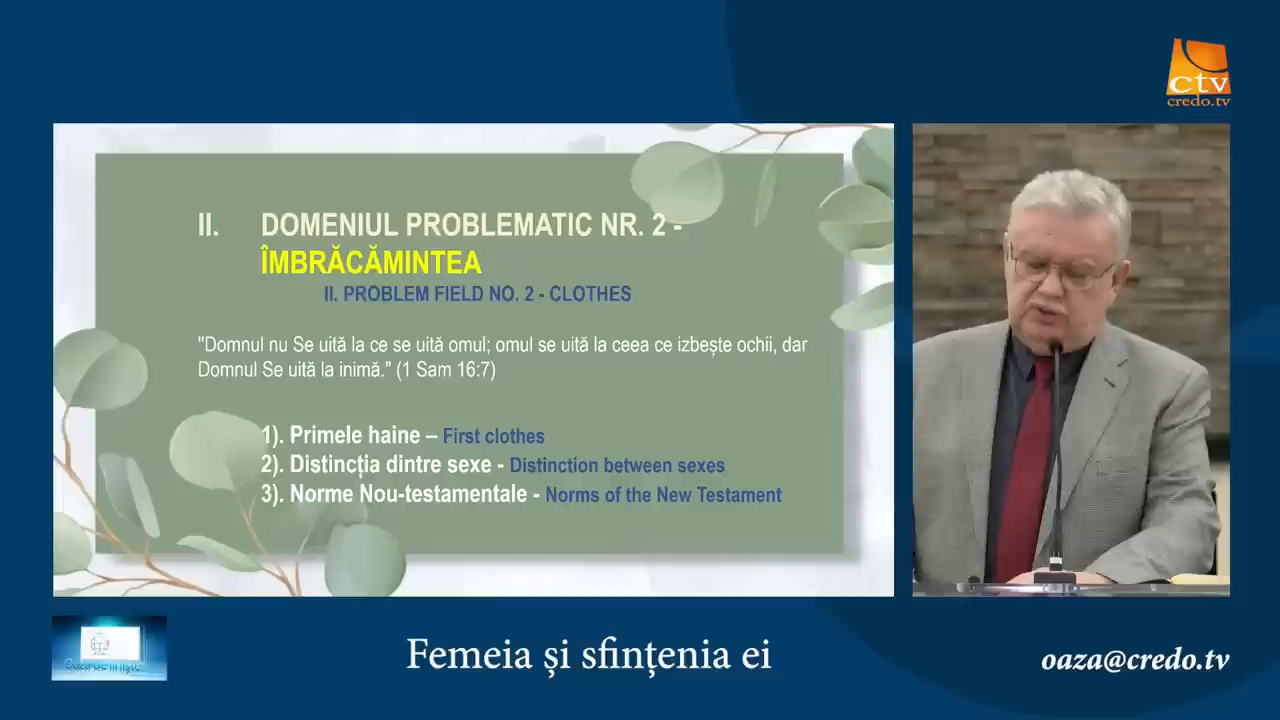 ctv
credo.tv
II. DOMENIUL PROBLEMATIC NR. 2 -
ÎMBRĂCĂMINTEA
II. PROBLEM FIELD NO. 2 - CLOTHES
"Domnul nu Se uită la ce se uită omul; omul se uită la ceea ce izbește ochii, dar
Domnul Se uită la inimă." (1 Sam 16:7)
1). Primele haine – First clothes
2). Distincția dintre sexe - Distinction between sexes
3). Norme Nou-testamentale - Norms of the New Testament
Femeia și sfințenia ei
oaza@credo.tv